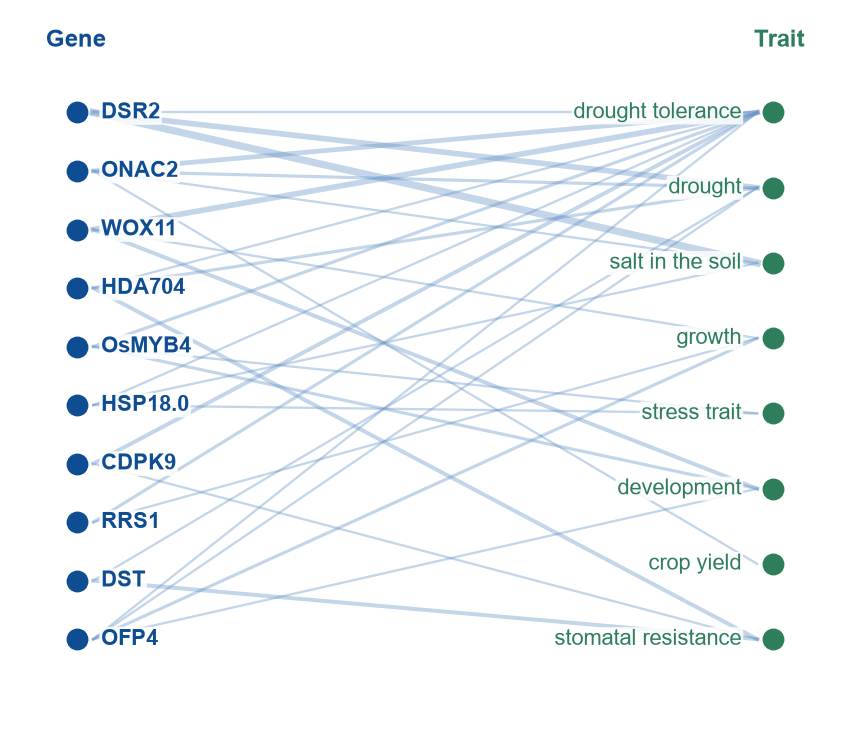 Gene
Trait
DSR2
drought tolerance
ONAC2
drought
WOX11
salt in the soil
HDA704
growth
OsMYB4
stress trait
HSP18.0
development
CDPK9
crop yield
RRS1
stomatal resistance
DST
OFP4